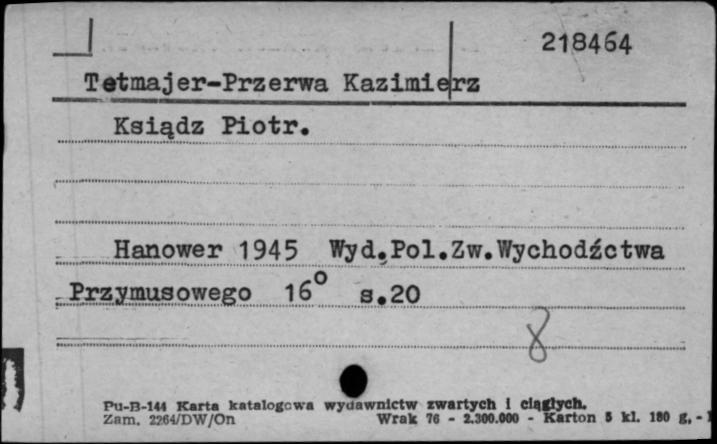 218464
Tetmajer-Przerwa Kazimierz
Ksiądz Piotr.
Hanower 1945 Wyd.Pol.Zw.Wychodźctwa
Przymusowego 16° s.20
8
Pu-B-144 Karta katalogowa wydawnictw zwartych i ciągłych.
Zam. 2264/DW/On Wrak 76 - 2.300.000 - Karton 5 kl. 180 g. -